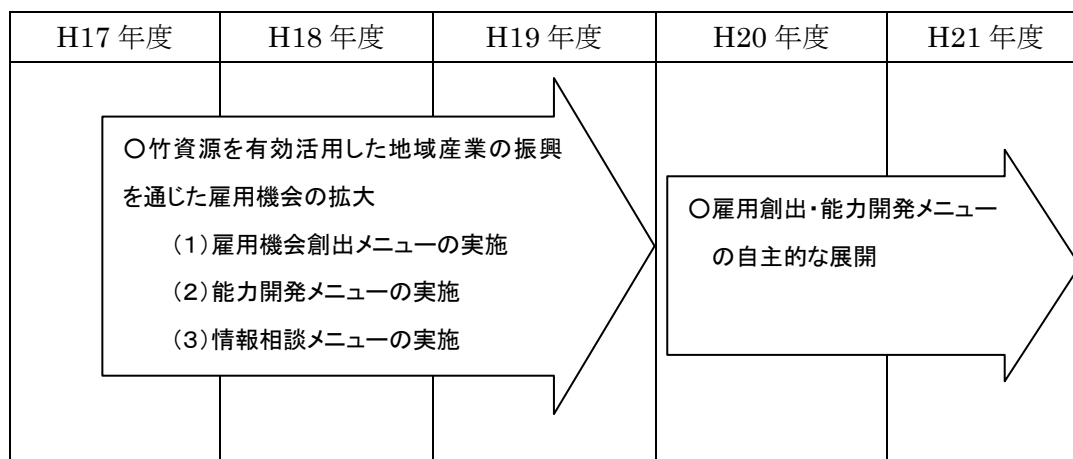 H17 年度 H18 年度 H19 年度 H20 年度 H21 年度
〇竹資源を有効活用した地域産業の振興
を通じた雇用機会の拡大
（1）雇用機会創出メニューの実施
（2）能力開発メニューの実施
（3）情報相談メニューの実施
〇雇用創出・能力開発メニュー
の自主的な展開